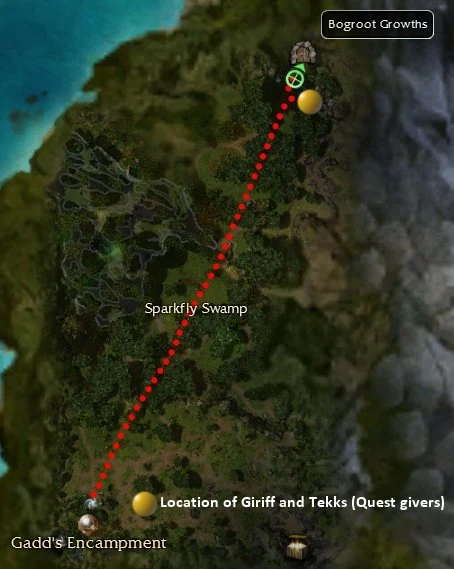 Bogroot Growths
Sparkfly Swamp
Location of Giriff and Tekks (Quest givers)
Gadd's Encampment